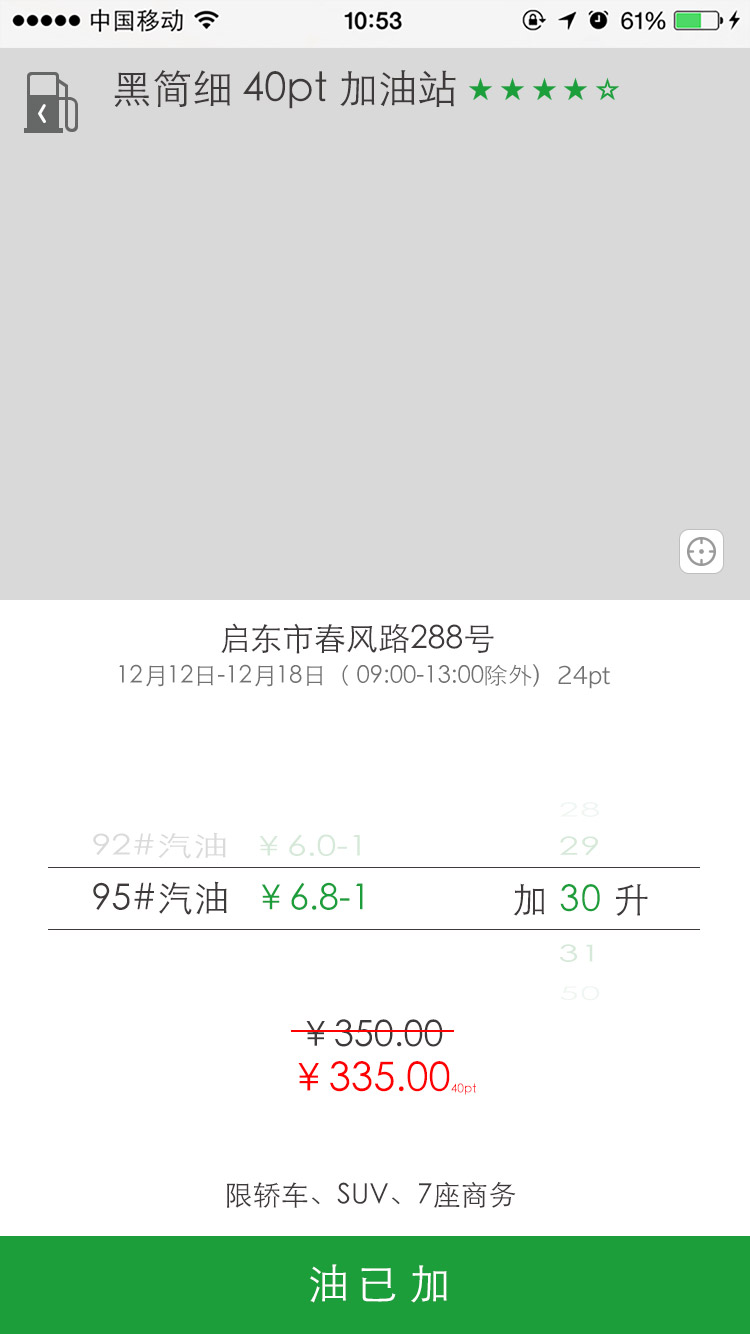 中国移动 10:53 61%
黑简细 40pt 加油站 ★★★★☆
启东市春风路288号
12月12日-12月18日（09:00-13:00除外） 24pt
28
92#汽油 ￥6.0-1 29
95#汽油 ￥6.8-1 加 30 升
31
50
￥350.00
￥335.00 40pt
限轿车、SUV、7座商务
油已加